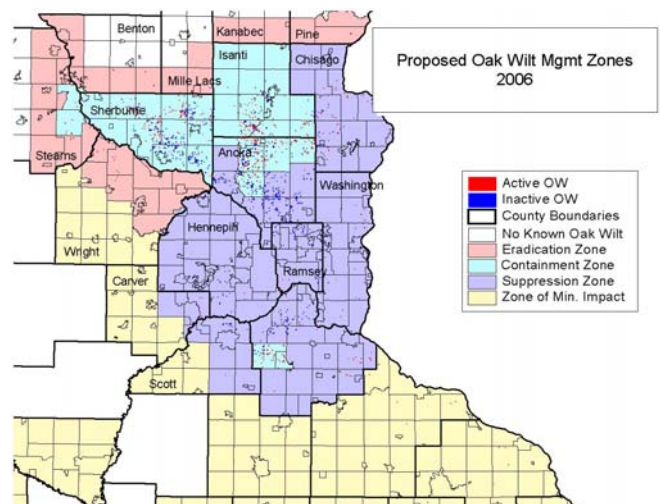 Proposed Oak Wilt Mgmt Zones
2006
Benton
Kanabec
Pine
Isanti
Chisago
Mille Lacs
Sherburne
Stearns
Anoka
Washington
Hennepin
Wright
Ramsey
Carver
Scott
Active OW
Inactive OW
County Boundaries
No Known Oak Wilt
Eradication Zone
Containment Zone
Suppression Zone
Zone of Min. Impact